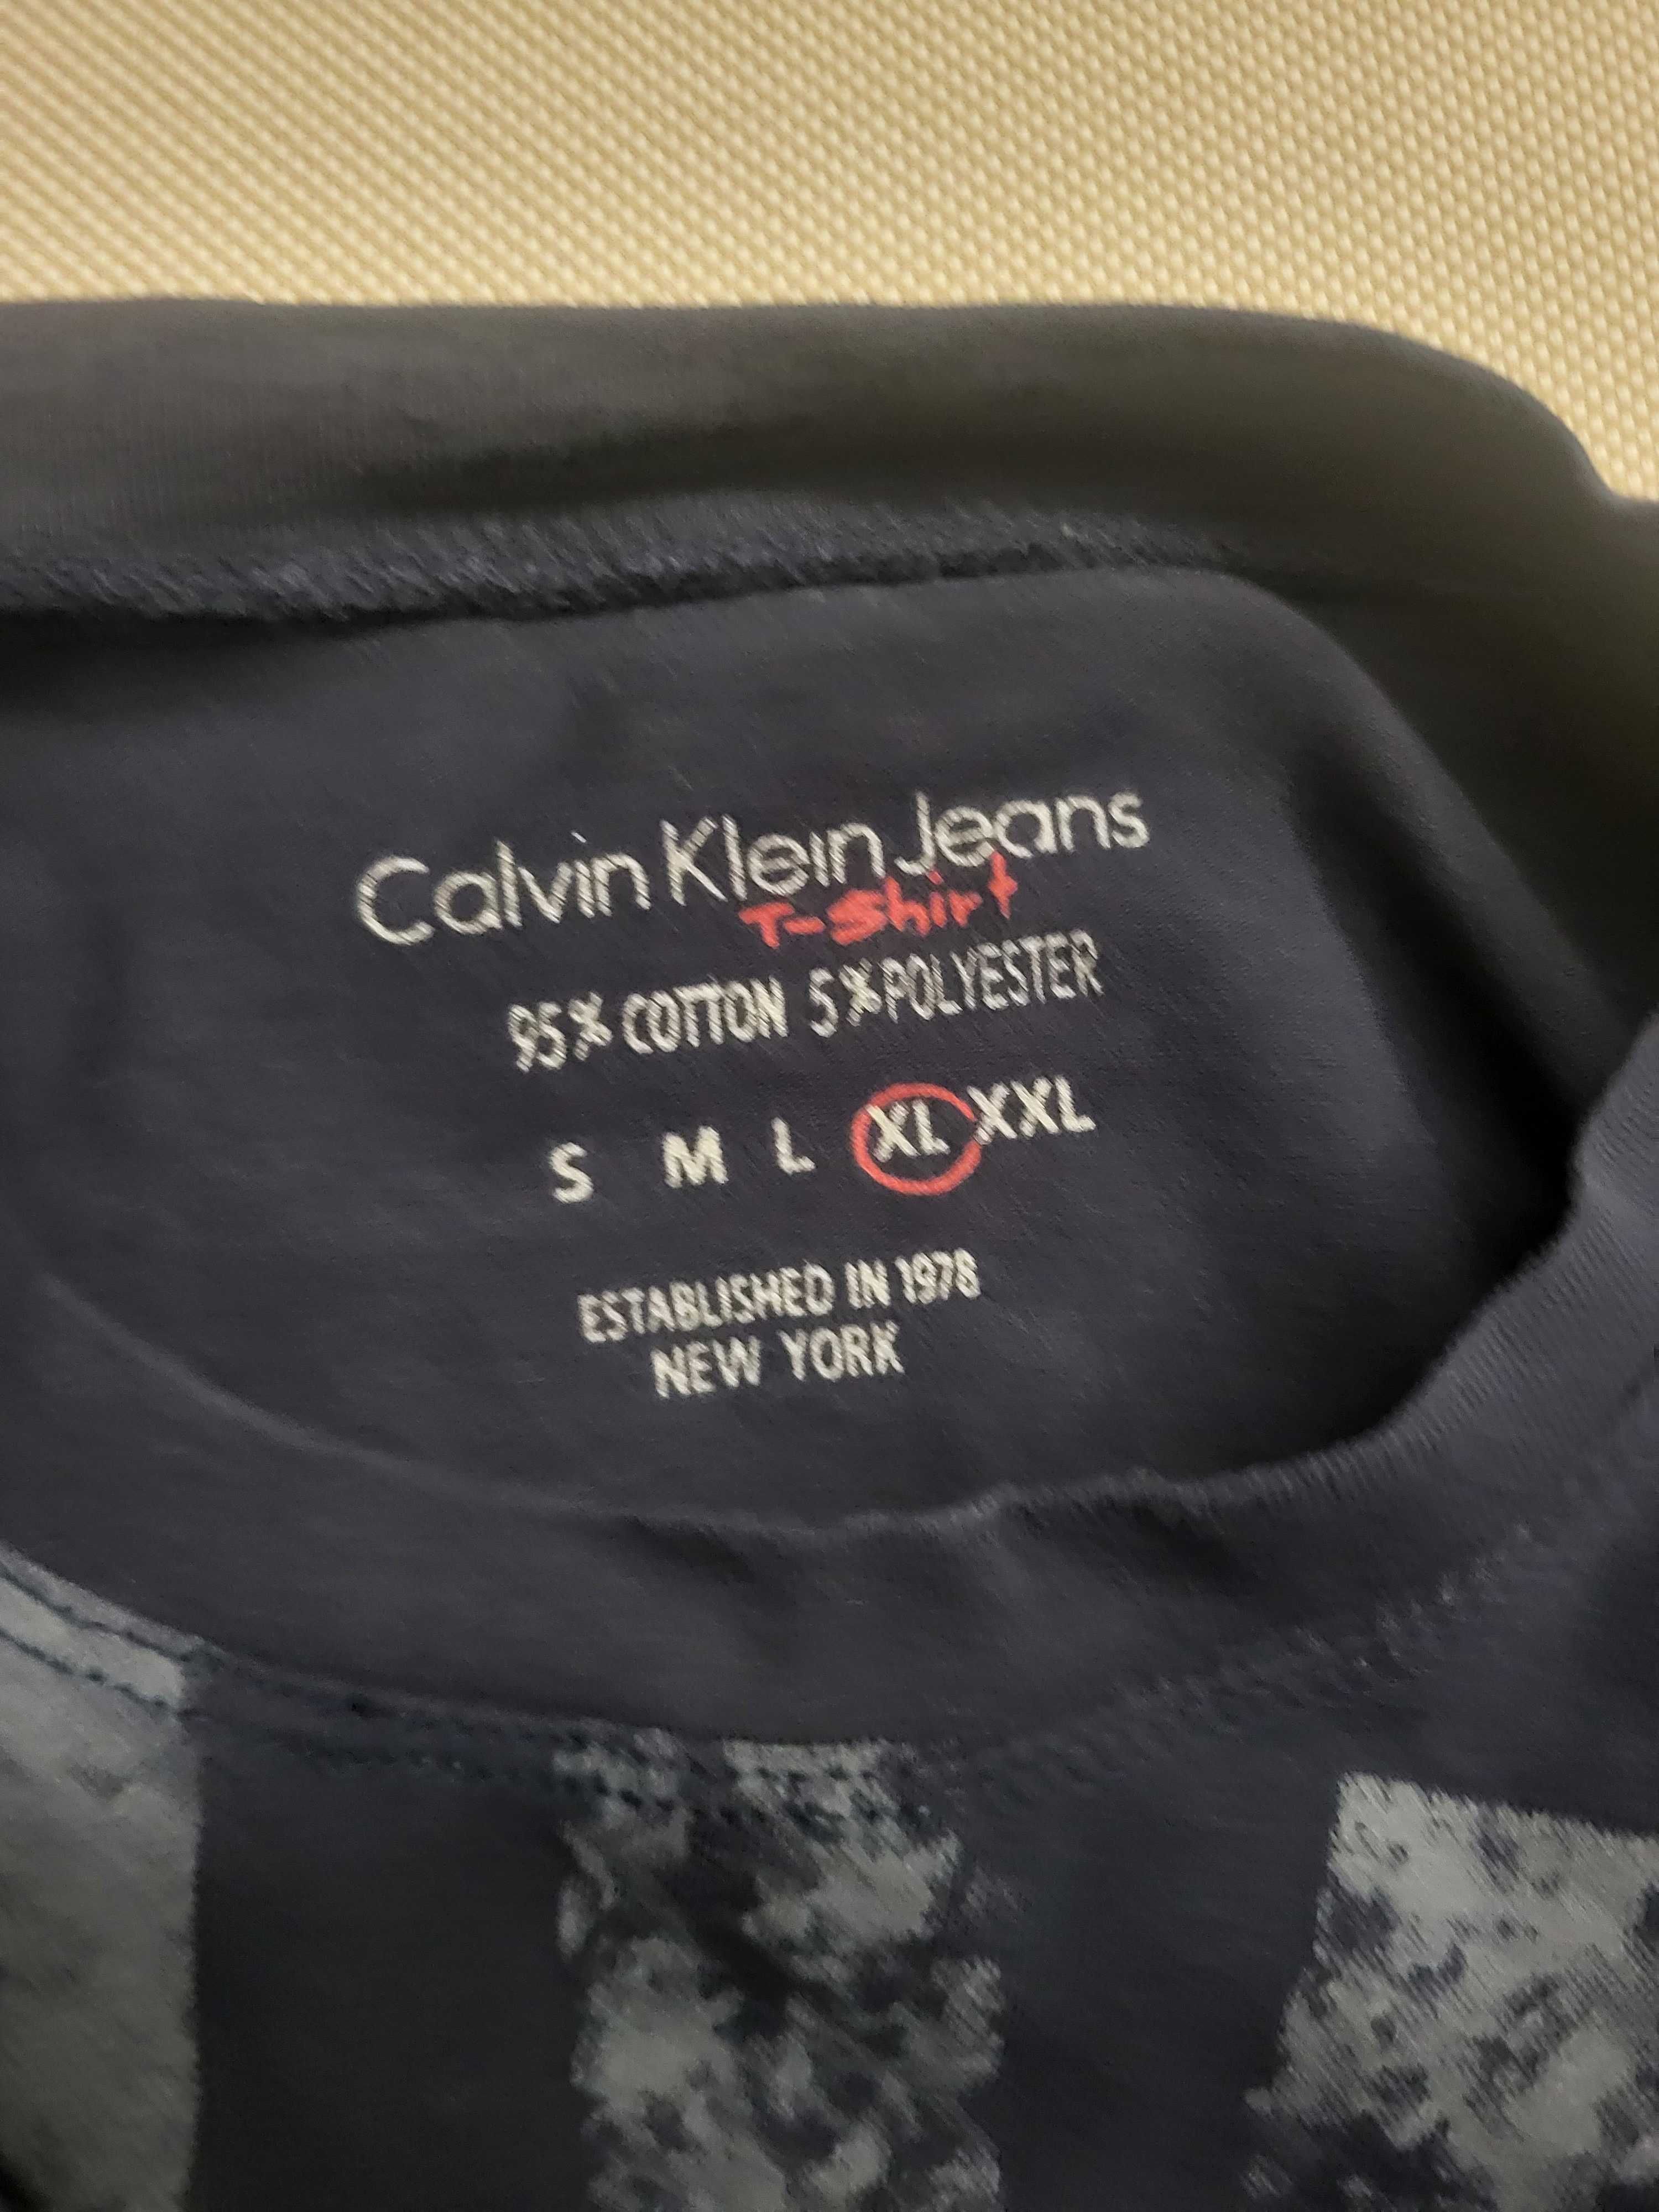 Calvin Klein Jeans
T-Shirt
95% COTTON 5% POLYESTER
S M L XL XXL
ESTABLISHED IN 1978
NEW YORK